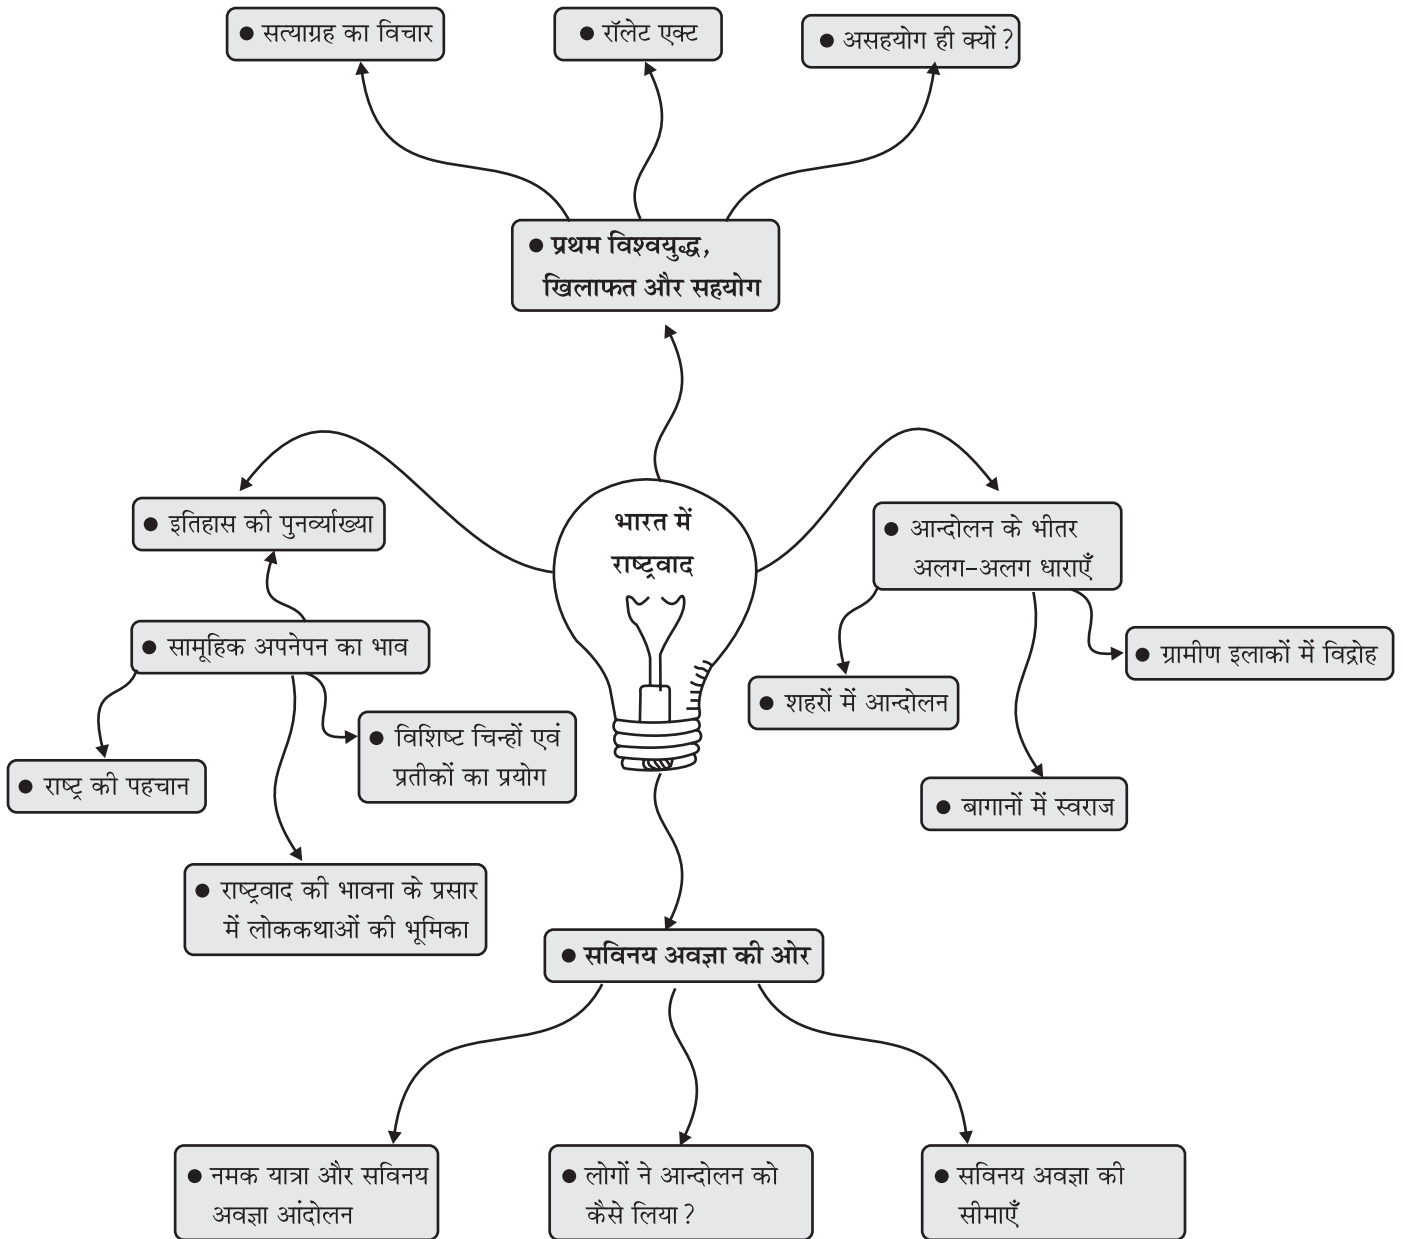 ● सत्याग्रह का विचार
● रॉलेट एक्ट
● असहयोग ही क्यों?
● प्रथम विश्वयुद्ध,
खिलाफत और सहयोग
भारत में
राष्ट्रवाद
● इतिहास की पुनर्व्याख्या
● सामूहिक अपनेपन का भाव
● राष्ट्र की पहचान
● विशिष्ट चिन्हों एवं
प्रतीकों का प्रयोग
● राष्ट्रवाद की भावना के प्रसार
में लोककथाओं की भूमिका
● आन्दोलन के भीतर
अलग-अलग धाराएँ
● शहरों में आन्दोलन
● ग्रामीण इलाकों में विद्रोह
● बागानों में स्वराज
● सविनय अवज्ञा की ओर
● नमक यात्रा और सविनय
अवज्ञा आंदोलन
● लोगों ने आन्दोलन को
कैसे लिया?
● सविनय अवज्ञा की
सीमाएँ